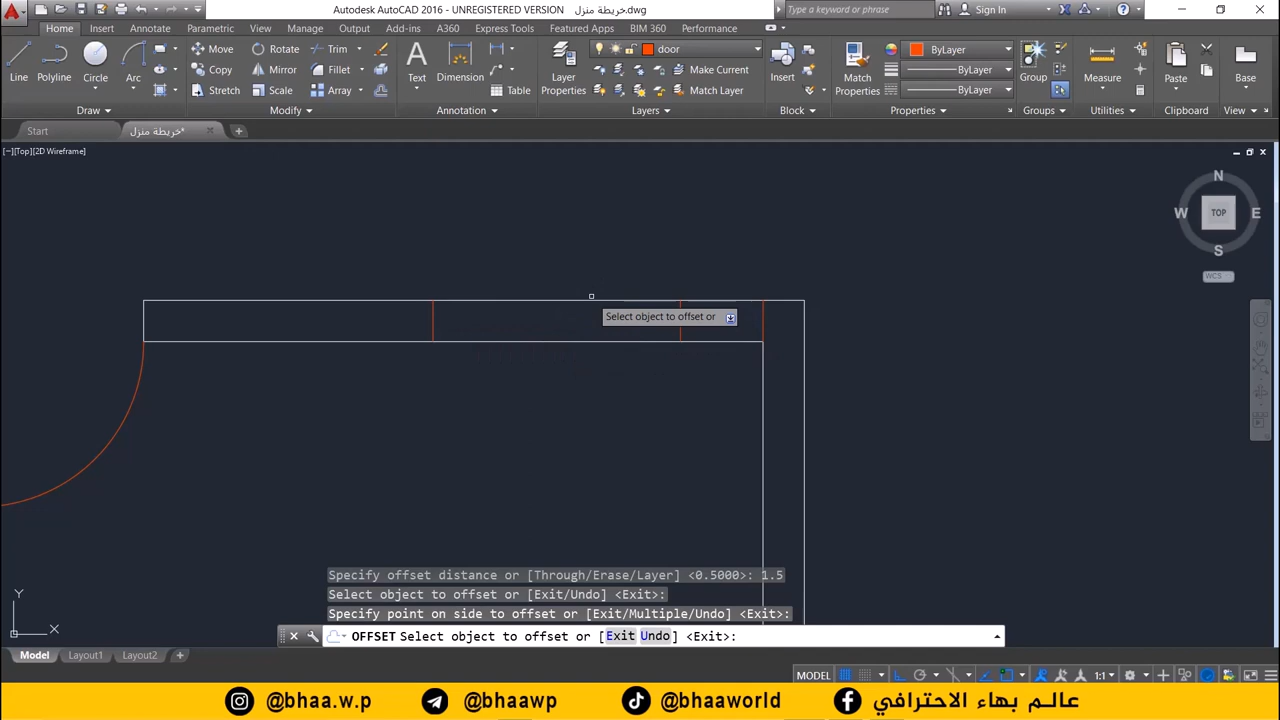 Autodesk AutoCAD 2016 - UNREGISTERED VERSION خريطة منزل.dwg
Type a keyword or phrase
Sign In
Home Insert Annotate Parametric View Manage Output Add-ins A360 Express Tools Featured Apps BIM 360 Performance
Line Polyline Circle Arc
Move Rotate Trim
Copy Mirror Fillet
Stretch Scale Array
Text Dimension Table
Layer Properties
door
Make Current
Match Layer
Insert
Match Properties
ByLayer
ByLayer
ByLayer
Group Measure Paste Base
Draw Modify Annotation Layers Block Properties Groups Utilities Clipboard View
Start خريطة منزل*
[−][Top][2D Wireframe]
N
W TOP E
S
WCS
Select object to offset or
Specify offset distance or [Through/Erase/Layer] <0.5000>: 1.5
Select object to offset or [Exit/Undo] <Exit>:
Specify point on side to offset or [Exit/Multiple/Undo] <Exit>:
OFFSET Select object to offset or [Exit Undo] <Exit>:
Y
X
Model Layout1 Layout2
MODEL 1:1
@bhaa.w.p @bhaawp @bhaaworld عالم بهاء الاحترافي